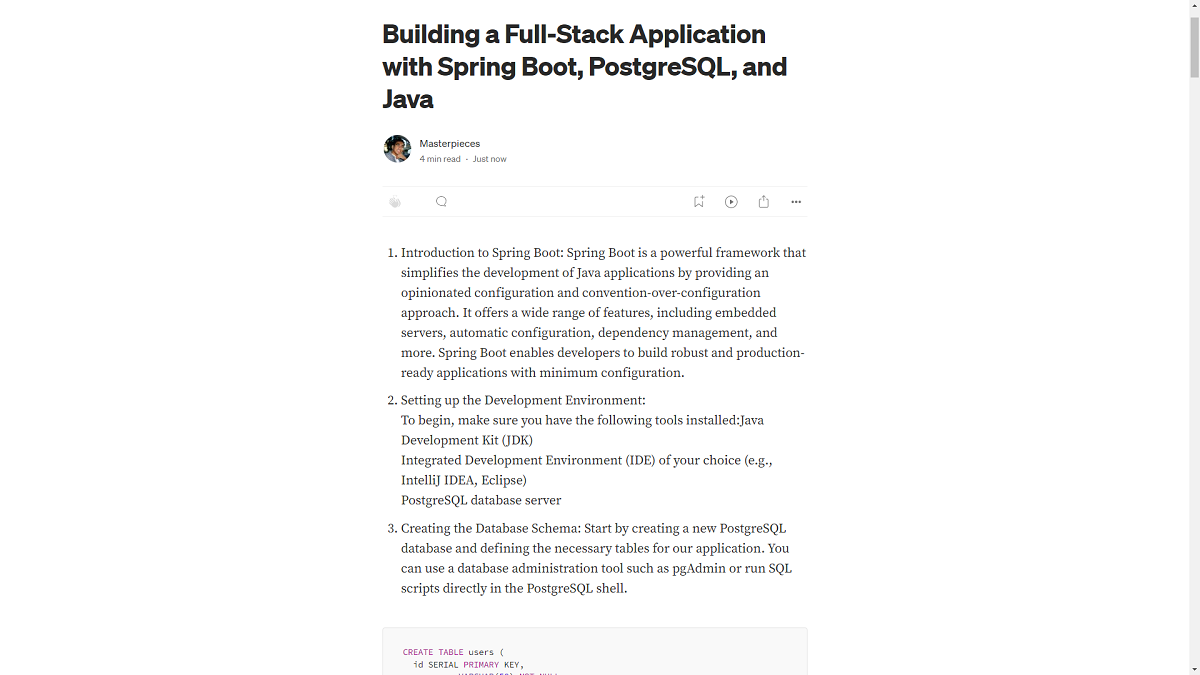 Building a Full-Stack Application
with Spring Boot, PostgreSQL, and
Java
Masterpieces
4 min read · Just now
1. Introduction to Spring Boot: Spring Boot is a powerful framework that
simplifies the development of Java applications by providing an
opinionated configuration and convention-over-configuration
approach. It offers a wide range of features, including embedded
servers, automatic configuration, dependency management, and
more. Spring Boot enables developers to build robust and production-
ready applications with minimum configuration.
2. Setting up the Development Environment:
To begin, make sure you have the following tools installed:Java
Development Kit (JDK)
Integrated Development Environment (IDE) of your choice (e.g.,
IntelliJ IDEA, Eclipse)
PostgreSQL database server
3. Creating the Database Schema: Start by creating a new PostgreSQL
database and defining the necessary tables for our application. You
can use a database administration tool such as pgAdmin or run SQL
scripts directly in the PostgreSQL shell.
CREATE TABLE users (
id SERIAL PRIMARY KEY,